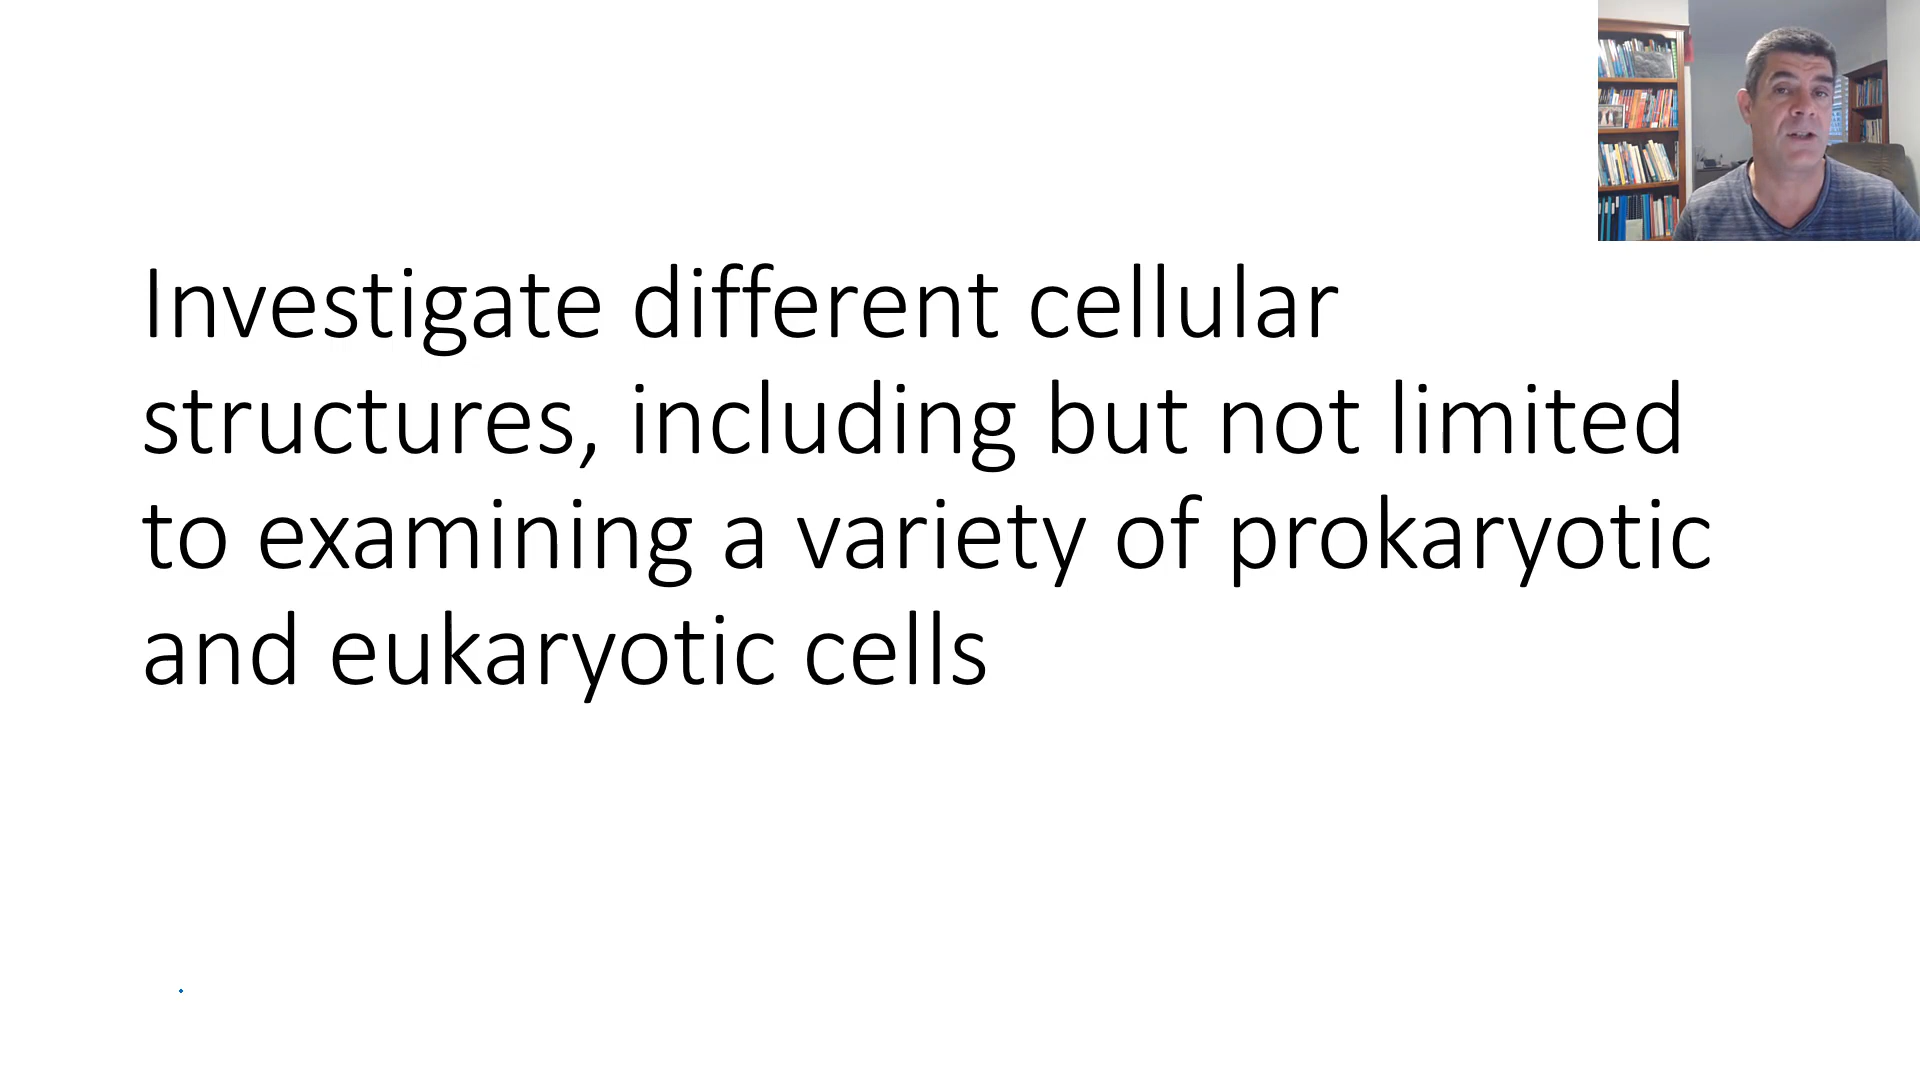 Investigate different cellular
structures, including but not limited
to examining a variety of prokaryotic
and eukaryotic cells